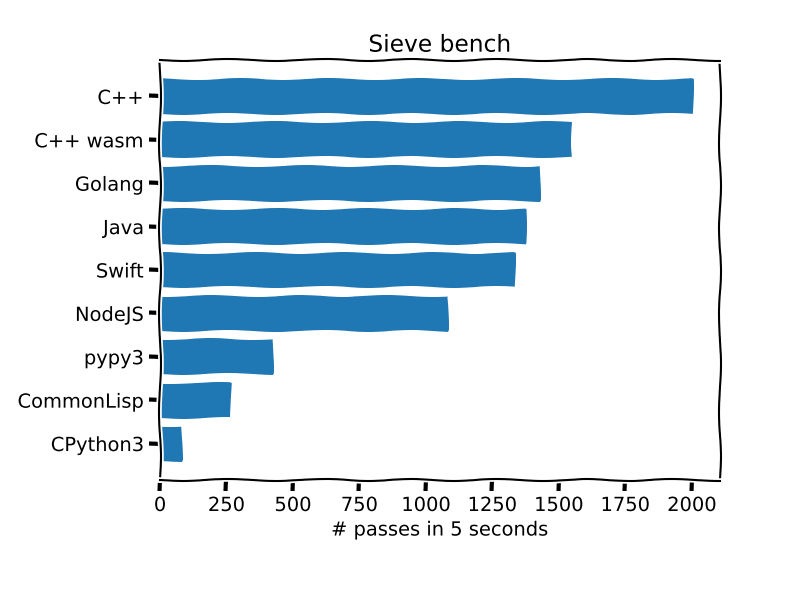 Sieve bench
C++
C++ wasm
Golang
Java
Swift
NodeJS
pypy3
CommonLisp
CPython3
0 250 500 750 1000 1250 1500 1750 2000
# passes in 5 seconds